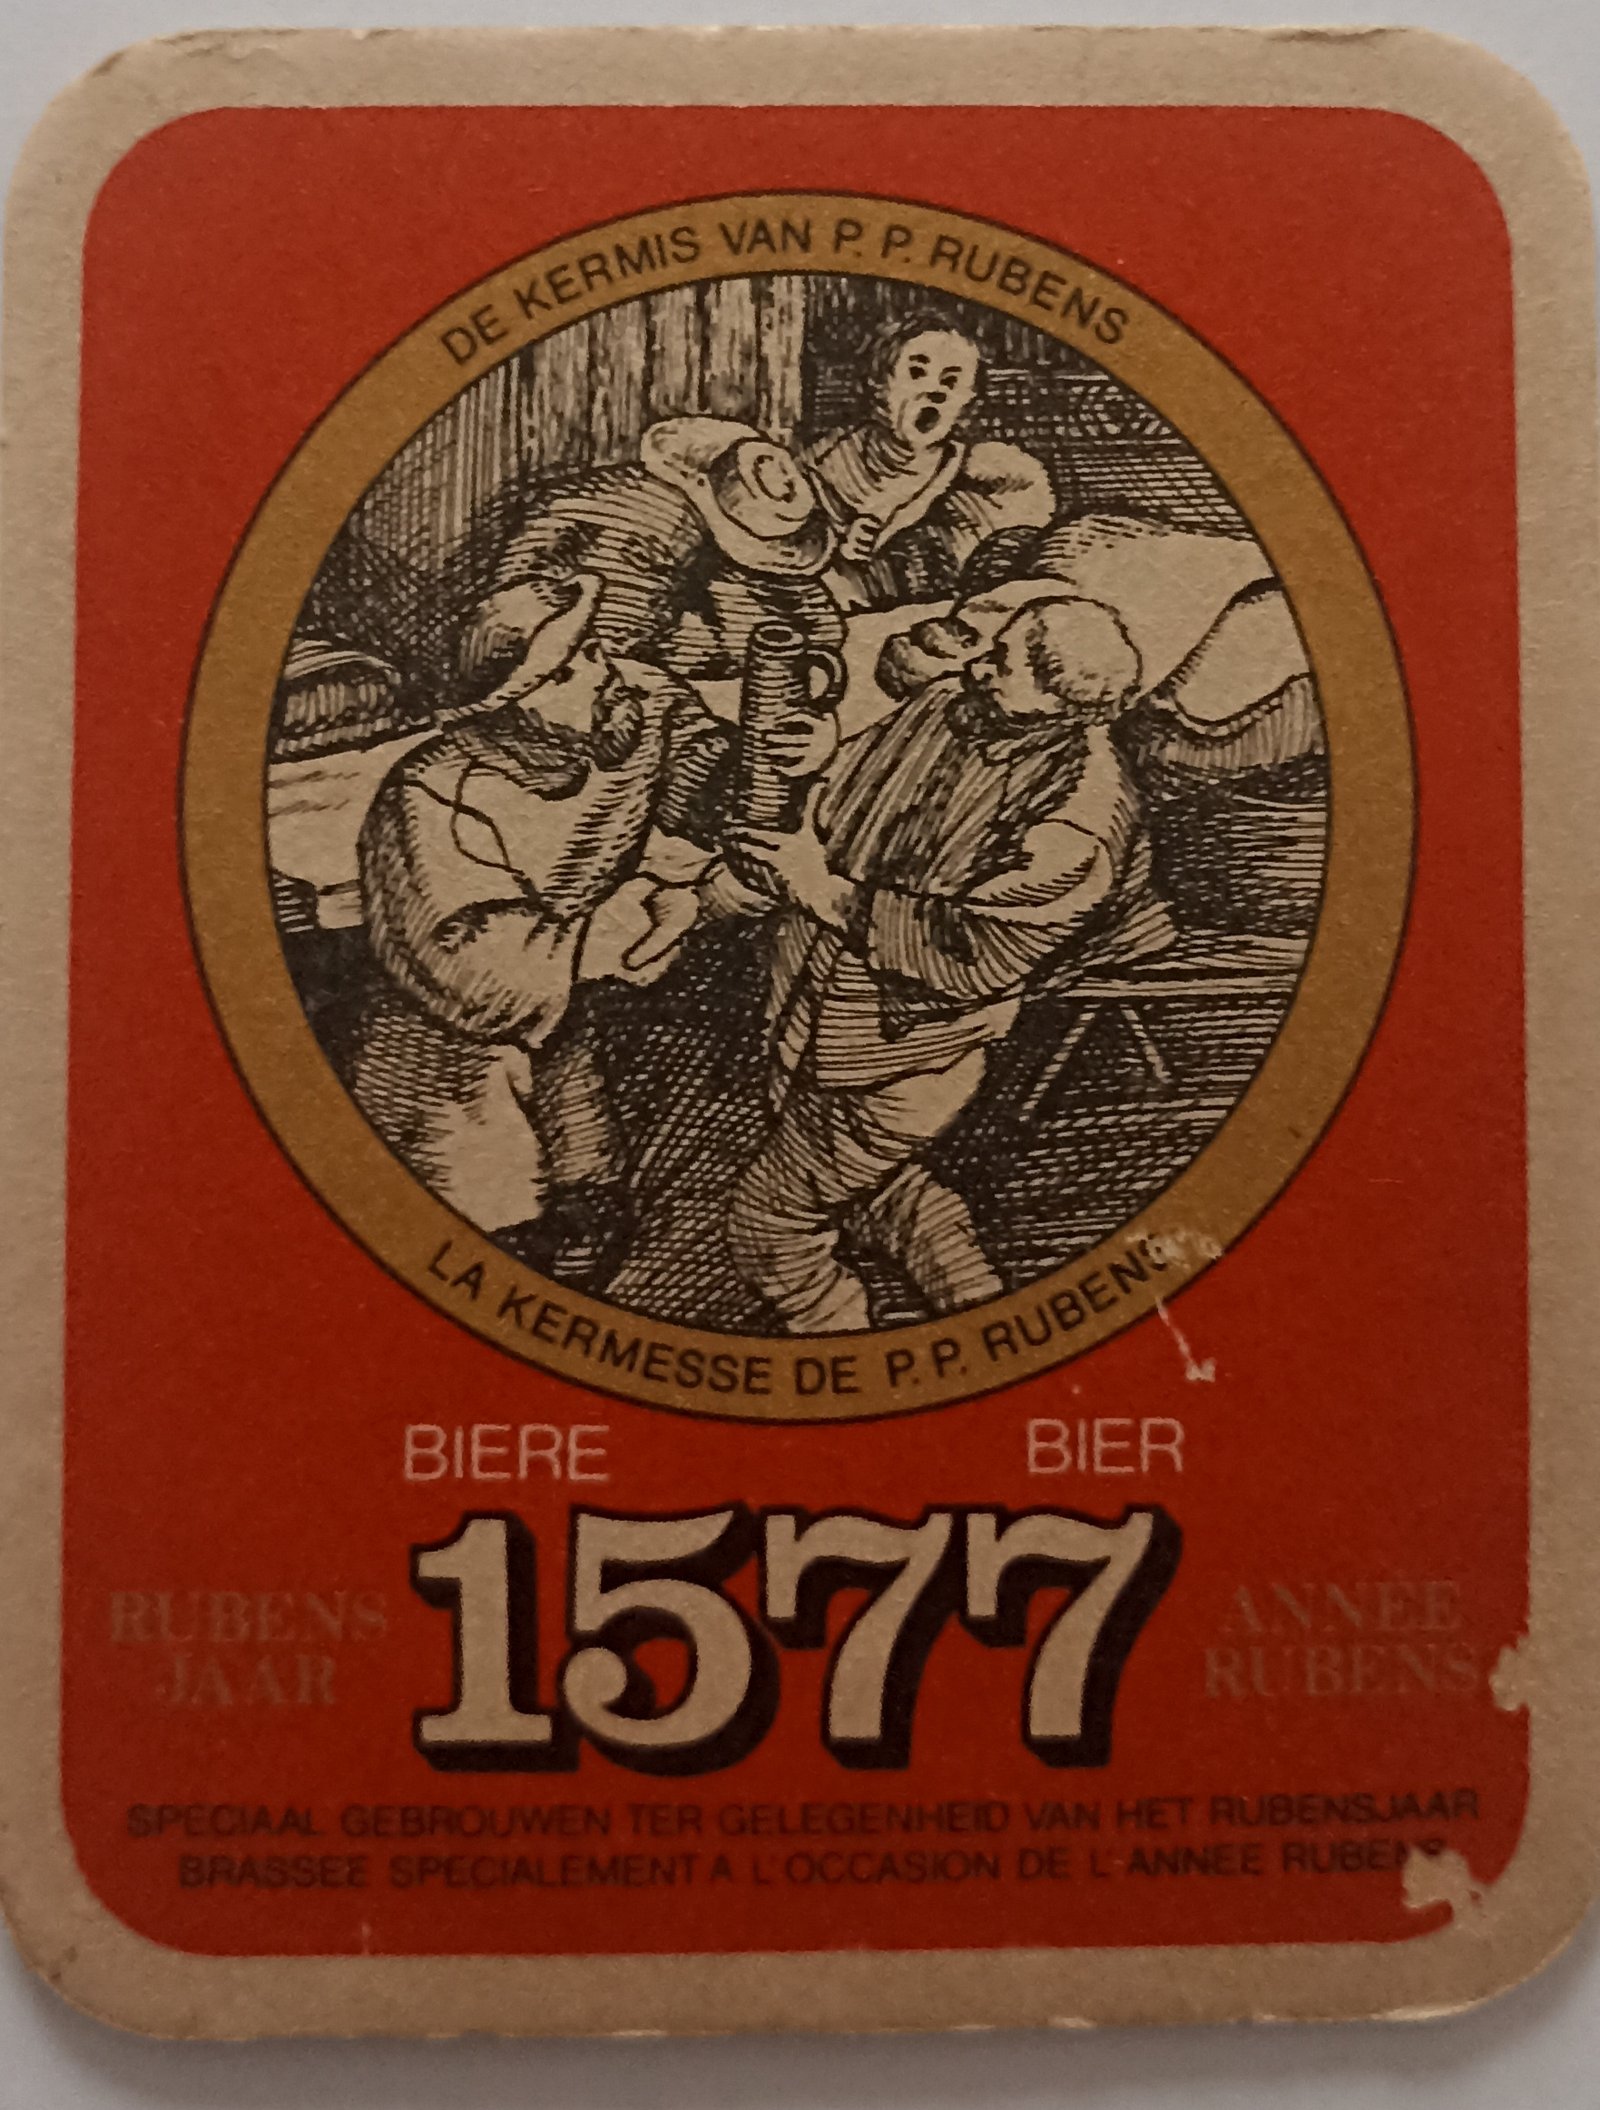 DE KERMIS VAN P. P. RUBENS
LA KERMESSE DE P. P. RUBENS
BIERE
BIER
1577
RUBENS
JAAR
ANNEE
RUBENS
SPECIAAL GEBROUWEN TER GELEGENHEID VAN HET RUBENSJAAR
BRASSEE SPECIALEMENT A L'OCCASION DE L'ANNEE RUBENS